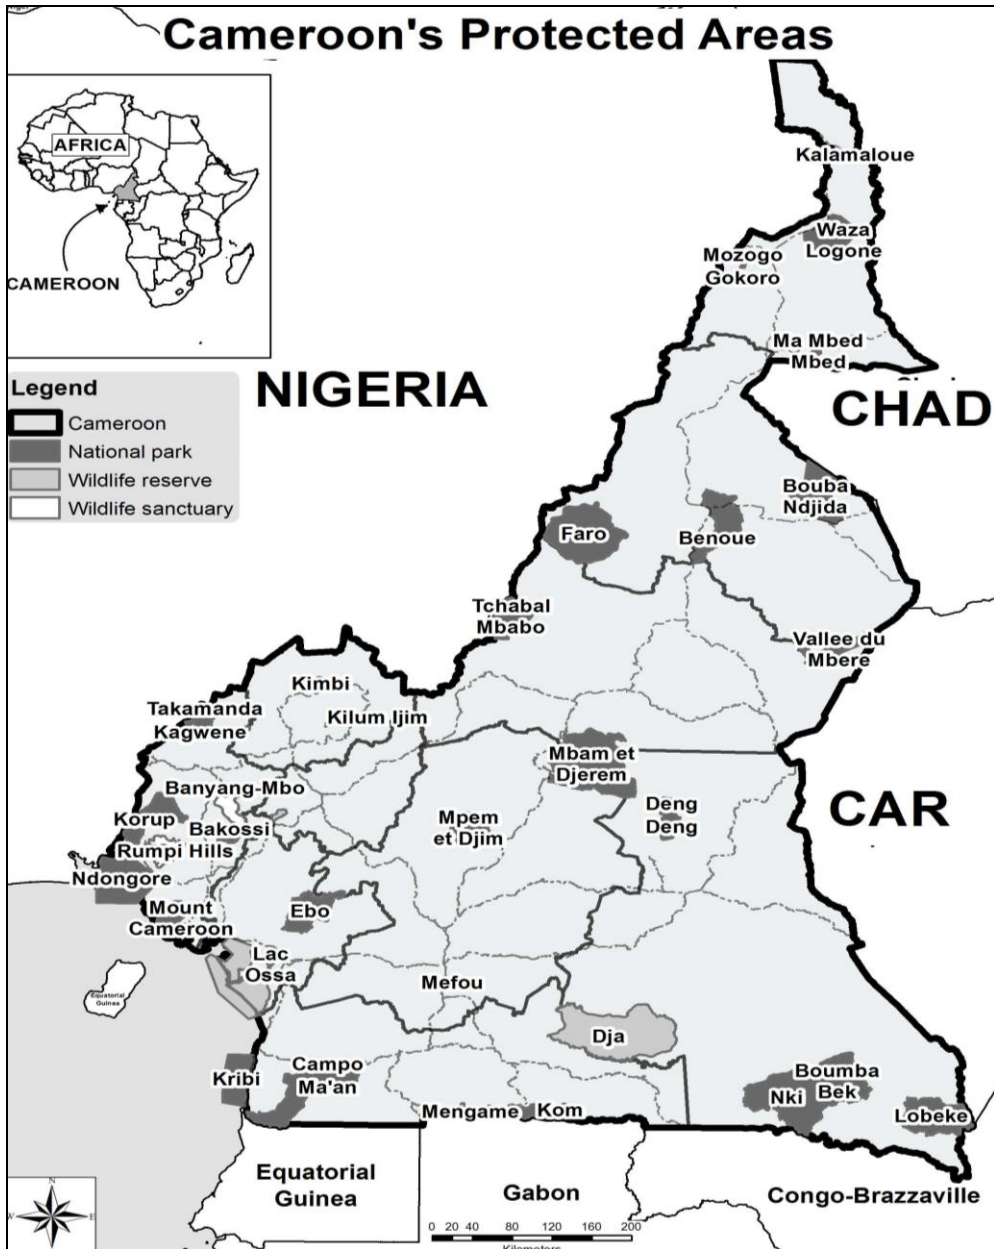 Cameroon's Protected Areas
AFRICA
CAMEROON
Legend
Cameroon
National park
Wildlife reserve
Wildlife sanctuary
NIGERIA
CHAD
CAR
Kalamaloue
Waza
Logone
Mozogo
Gokoro
Ma Mbed
Mbed
Bouba
Ndjida
Faro
Benoue
Tchabal
Mbabo
Vallee du
Mbere
Kimbi
Takamanda
Kilum Ijim
Kagwene
Mbam et
Djerem
Banyang-Mbo
Deng
Deng
Korup
Bakossi
Mpem
et Djim
Rumpi Hills
Ndongore
Mount
Cameroon
Ebo
Lac
Ossa
Mefou
Equatorial
Guinea
Dja
Kribi
Campo
Ma'an
Boumba
Bek
Nki
Mengame
Kom
Lobeke
Equatorial
Guinea
Gabon
Congo-Brazzaville
N
W
E
0 20 40 80 120 160 200
Kilometers